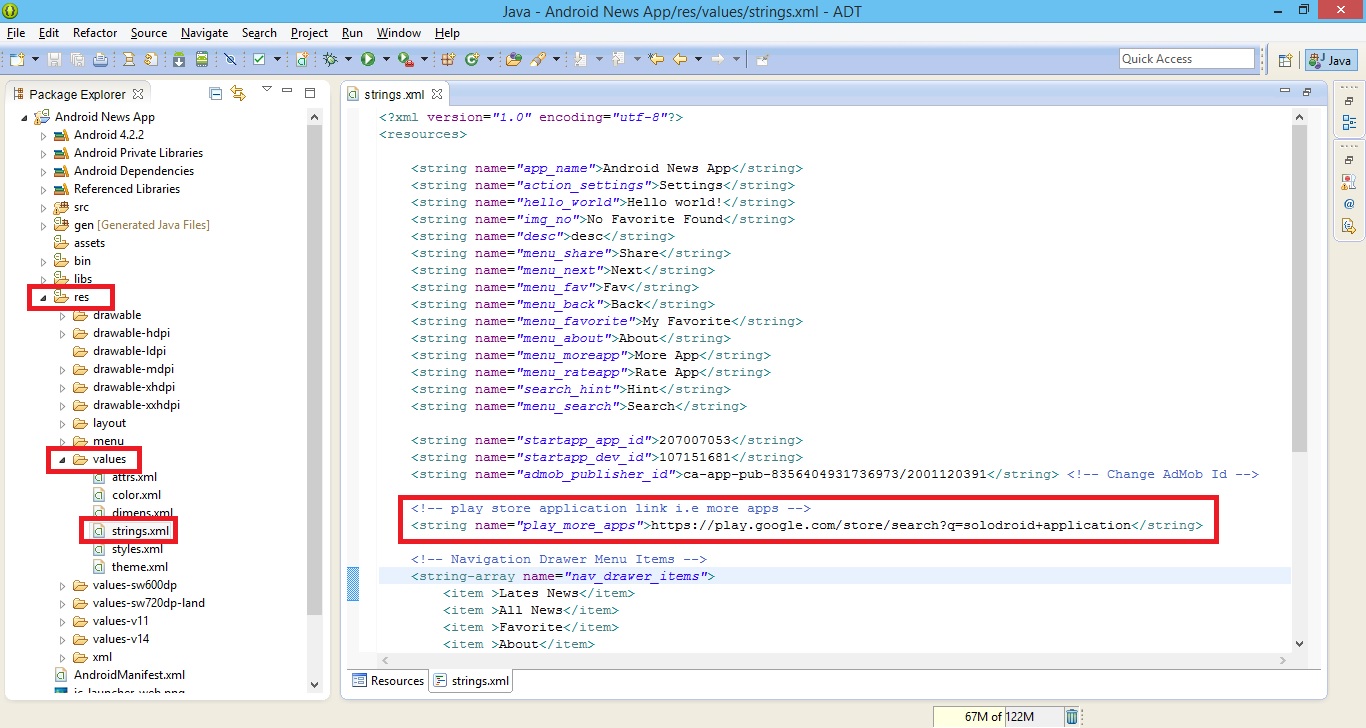 Java - Android News App/res/values/strings.xml - ADT
File Edit Refactor Source Navigate Search Project Run Window Help
Quick Access
Java
Package Explorer
Android News App
Android 4.2.2
Android Private Libraries
Android Dependencies
Referenced Libraries
src
gen [Generated Java Files]
assets
bin
libs
res
drawable
drawable-hdpi
drawable-ldpi
drawable-mdpi
drawable-xhdpi
drawable-xxhdpi
layout
menu
values
attrs.xml
color.xml
dimens.xml
strings.xml
styles.xml
theme.xml
values-sw600dp
values-sw720dp-land
values-v11
values-v14
xml
AndroidManifest.xml
ic_launcher-web.png
strings.xml
<?xml version="1.0" encoding="utf-8"?>
<resources>
<string name="app_name">Android News App</string>
<string name="action_settings">Settings</string>
<string name="hello_world">Hello world!</string>
<string name="img_no">No Favorite Found</string>
<string name="desc">desc</string>
<string name="menu_share">Share</string>
<string name="menu_next">Next</string>
<string name="menu_fav">Fav</string>
<string name="menu_back">Back</string>
<string name="menu_favorite">My Favorite</string>
<string name="menu_about">About</string>
<string name="menu_moreapp">More App</string>
<string name="menu_rateapp">Rate App</string>
<string name="search_hint">Hint</string>
<string name="menu_search">Search</string>
<string name="startapp_app_id">207007053</string>
<string name="startapp_dev_id">107151681</string>
<string name="admob_publisher_id">ca-app-pub-8356404931736973/2001120391</string> <!-- Change AdMob Id -->
<!-- play store application link i.e more apps -->
<string name="play_more_apps">https://play.google.com/store/search?q=solodroid+application</string>
<!-- Navigation Drawer Menu Items -->
<string-array name="nav_drawer_items">
<item >Lates News</item>
<item >All News</item>
<item >Favorite</item>
<item >About</item>
Resources strings.xml
67M of 122M